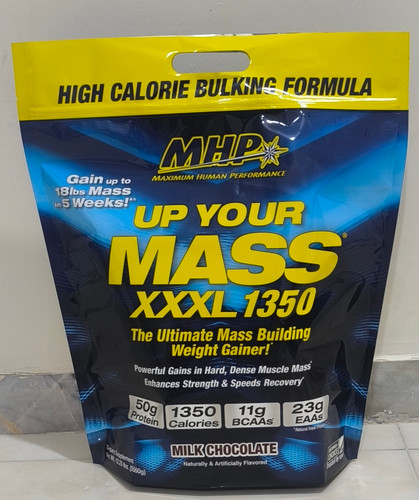 HIGH CALORIE BULKING FORMULA
MHP
MAXIMUM HUMAN PERFORMANCE
Gain up to
18lbs Mass
in 5 Weeks!**
UP YOUR
MASS®
XXXL 1350
The Ultimate Mass Building
Weight Gainer!*
Powerful Gains in Hard, Dense Muscle Mass*
Enhances Strength & Speeds Recovery*
50g
Protein
1350
Calories
11g
BCAAs
23g
EAAs
MILK CHOCOLATE
Naturally & Artificially Flavored